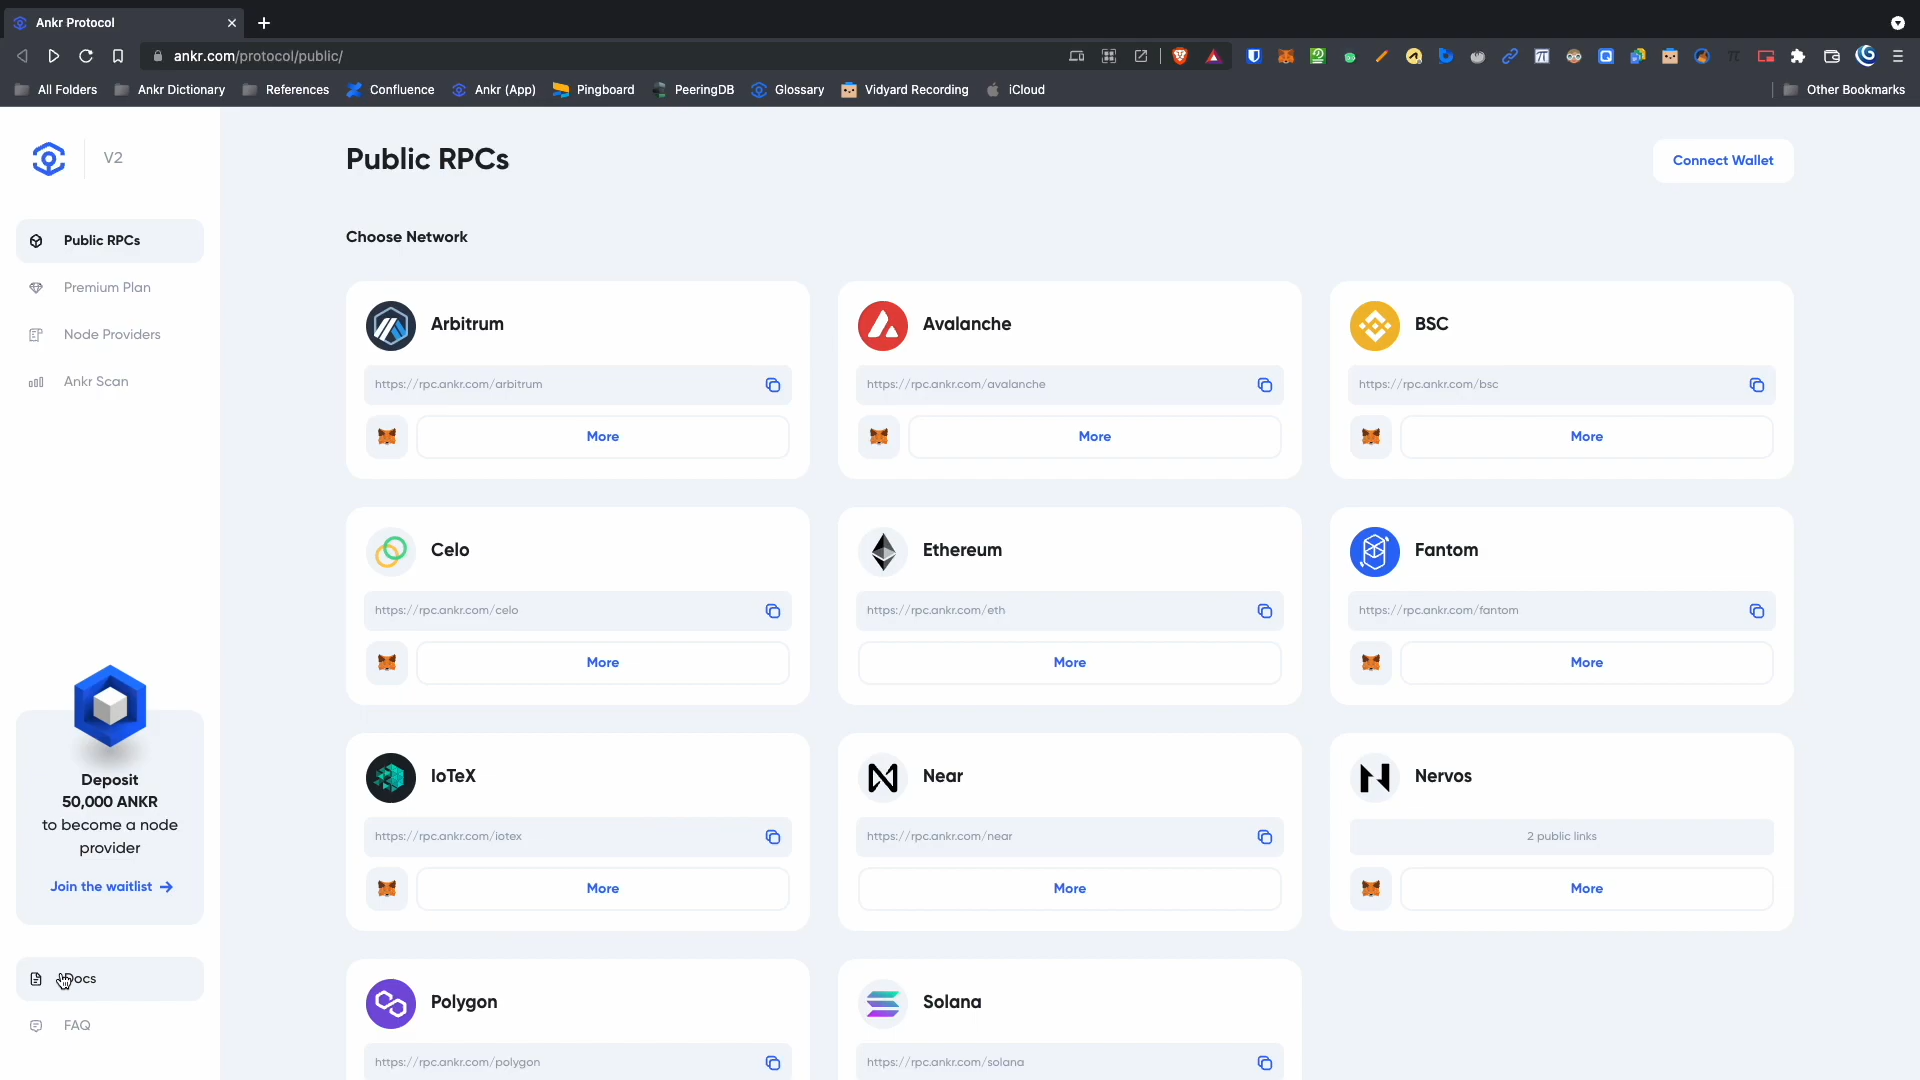 Ankr Protocol
ankr.com/protocol/public/
All Folders
Ankr Dictionary
References
Confluence
Ankr (App)
Pingboard
PeeringDB
Glossary
Vidyard Recording
iCloud
Other Bookmarks
V2
Public RPCs
Connect Wallet
Public RPCs
Premium Plan
Node Providers
Ankr Scan
Choose Network
Arbitrum
https://rpc.ankr.com/arbitrum
More
Avalanche
https://rpc.ankr.com/avalanche
More
BSC
https://rpc.ankr.com/bsc
More
Celo
https://rpc.ankr.com/celo
More
Ethereum
https://rpc.ankr.com/eth
More
Fantom
https://rpc.ankr.com/fantom
More
IoTeX
https://rpc.ankr.com/iotex
More
Near
https://rpc.ankr.com/near
More
Nervos
2 public links
More
Polygon
https://rpc.ankr.com/polygon
Solana
https://rpc.ankr.com/solana
Deposit
50,000 ANKR
to become a node
provider
Join the waitlist →
Docs
FAQ